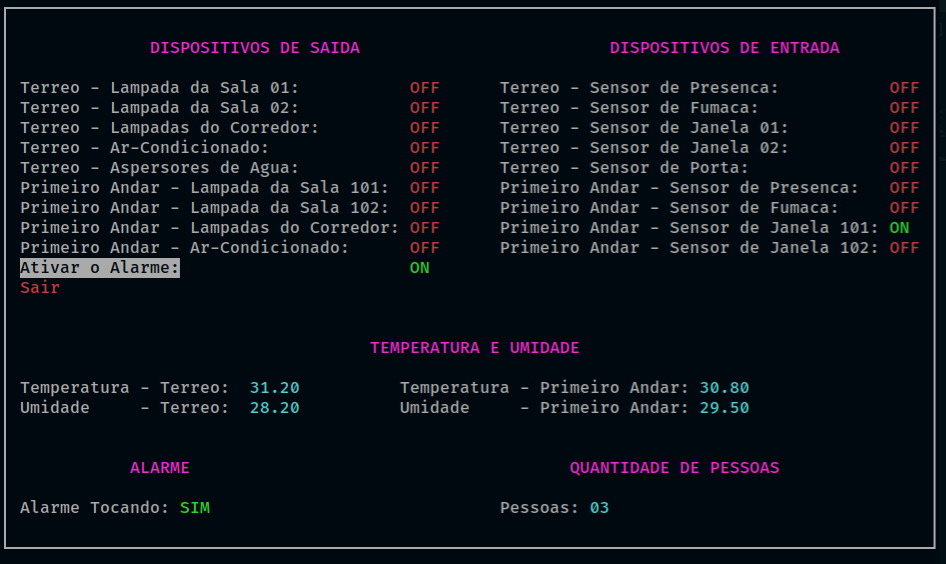 DISPOSITIVOS DE SAIDA
Terreo - Lampada da Sala 01: OFF
Terreo - Lampada da Sala 02: OFF
Terreo - Lampadas do Corredor: OFF
Terreo - Ar-Condicionado: OFF
Terreo - Aspersores de Agua: OFF
Primeiro Andar - Lampada da Sala 101: OFF
Primeiro Andar - Lampada da Sala 102: OFF
Primeiro Andar - Lampadas do Corredor: OFF
Primeiro Andar - Ar-Condicionado: OFF
Ativar o Alarme: ON
Sair
DISPOSITIVOS DE ENTRADA
Terreo - Sensor de Presenca: OFF
Terreo - Sensor de Fumaca: OFF
Terreo - Sensor de Janela 01: OFF
Terreo - Sensor de Janela 02: OFF
Terreo - Sensor de Porta: OFF
Primeiro Andar - Sensor de Presenca: OFF
Primeiro Andar - Sensor de Fumaca: OFF
Primeiro Andar - Sensor de Janela 101: ON
Primeiro Andar - Sensor de Janela 102: OFF
TEMPERATURA E UMIDADE
Temperatura - Terreo: 31.20
Umidade - Terreo: 28.20
Temperatura - Primeiro Andar: 30.80
Umidade - Primeiro Andar: 29.50
ALARME
Alarme Tocando: SIM
QUANTIDADE DE PESSOAS
Pessoas: 03